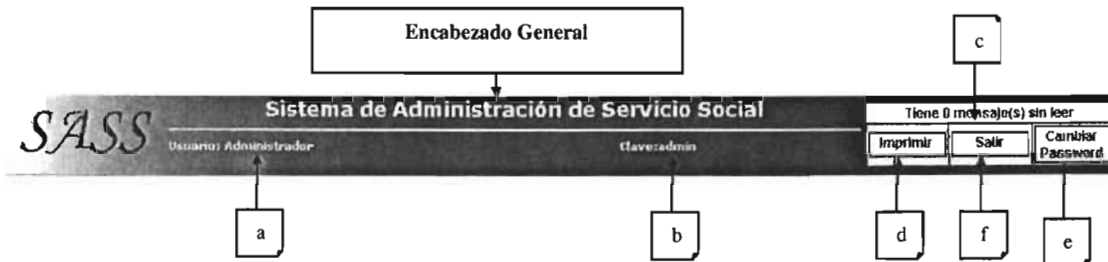 Encabezado General
c
SASS
Sistema de Administración de Servicio Social
Tiene 0 mensaje(s) sin leer
Usuario: Administrador
Clave:admin
Imprimir
Salir
Cambiar
Password
a
b
d
f
e